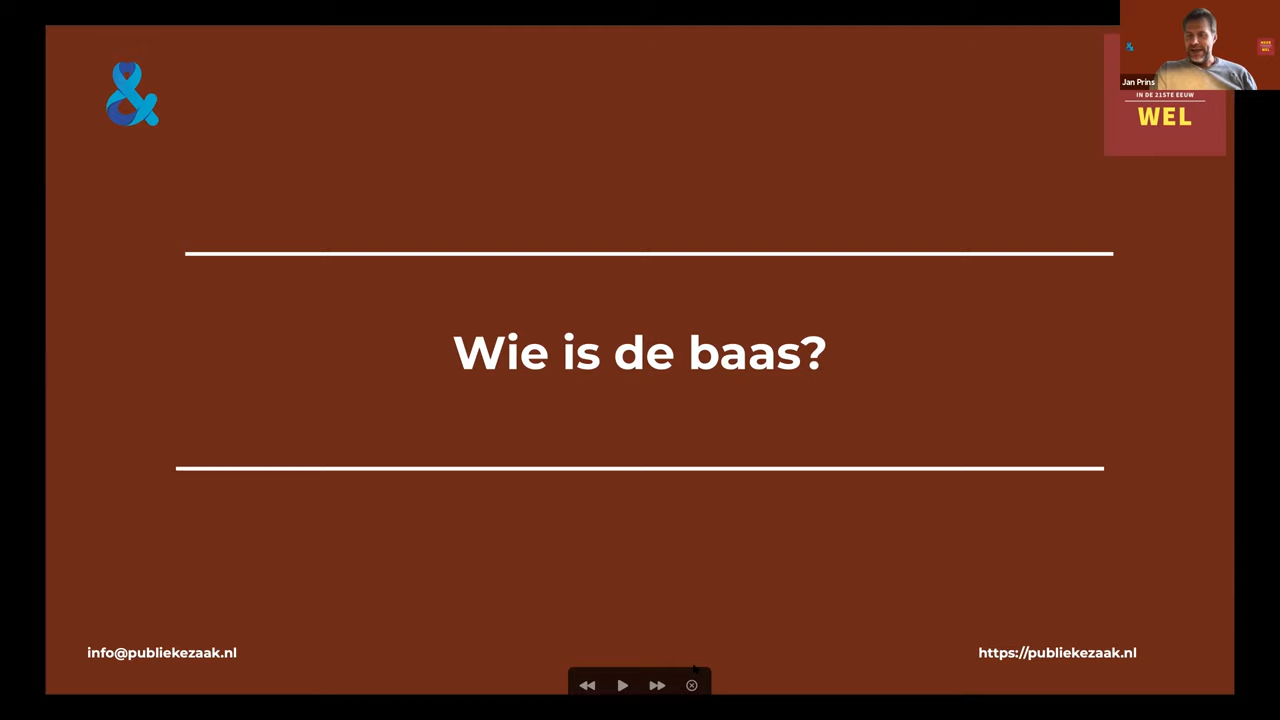 &
Jan Prins
IN DE 21STE EEUW
WEL
Wie is de baas?
info@publiekezaak.nl
https://publiekezaak.nl